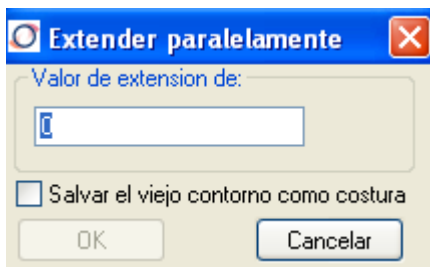 Extender paralelamente
Valor de extension de:
0
Salvar el viejo contorno como costura
OK Cancelar